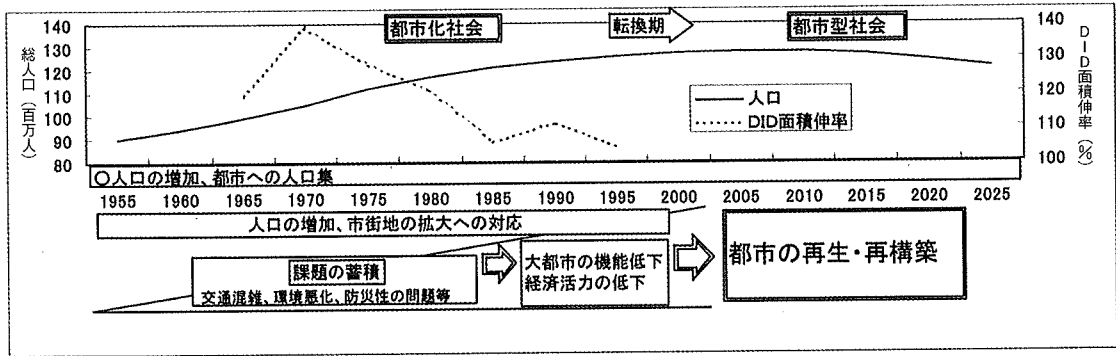 都市化社会
転換期
都市型社会
総人口(百万人)
140
130
120
110
100
90
80
140
130
120
110
100
DID面積伸率(%)
人口
DID面積伸率
○人口の増加、都市への人口集
1955 1960 1965 1970 1975 1980 1985 1990 1995 2000 2005 2010 2015 2020 2025
人口の増加、市街地の拡大への対応
課題の蓄積
交通混雑、環境悪化、防災性の問題等
大都市の機能低下
経済活力の低下
都市の再生・再構築